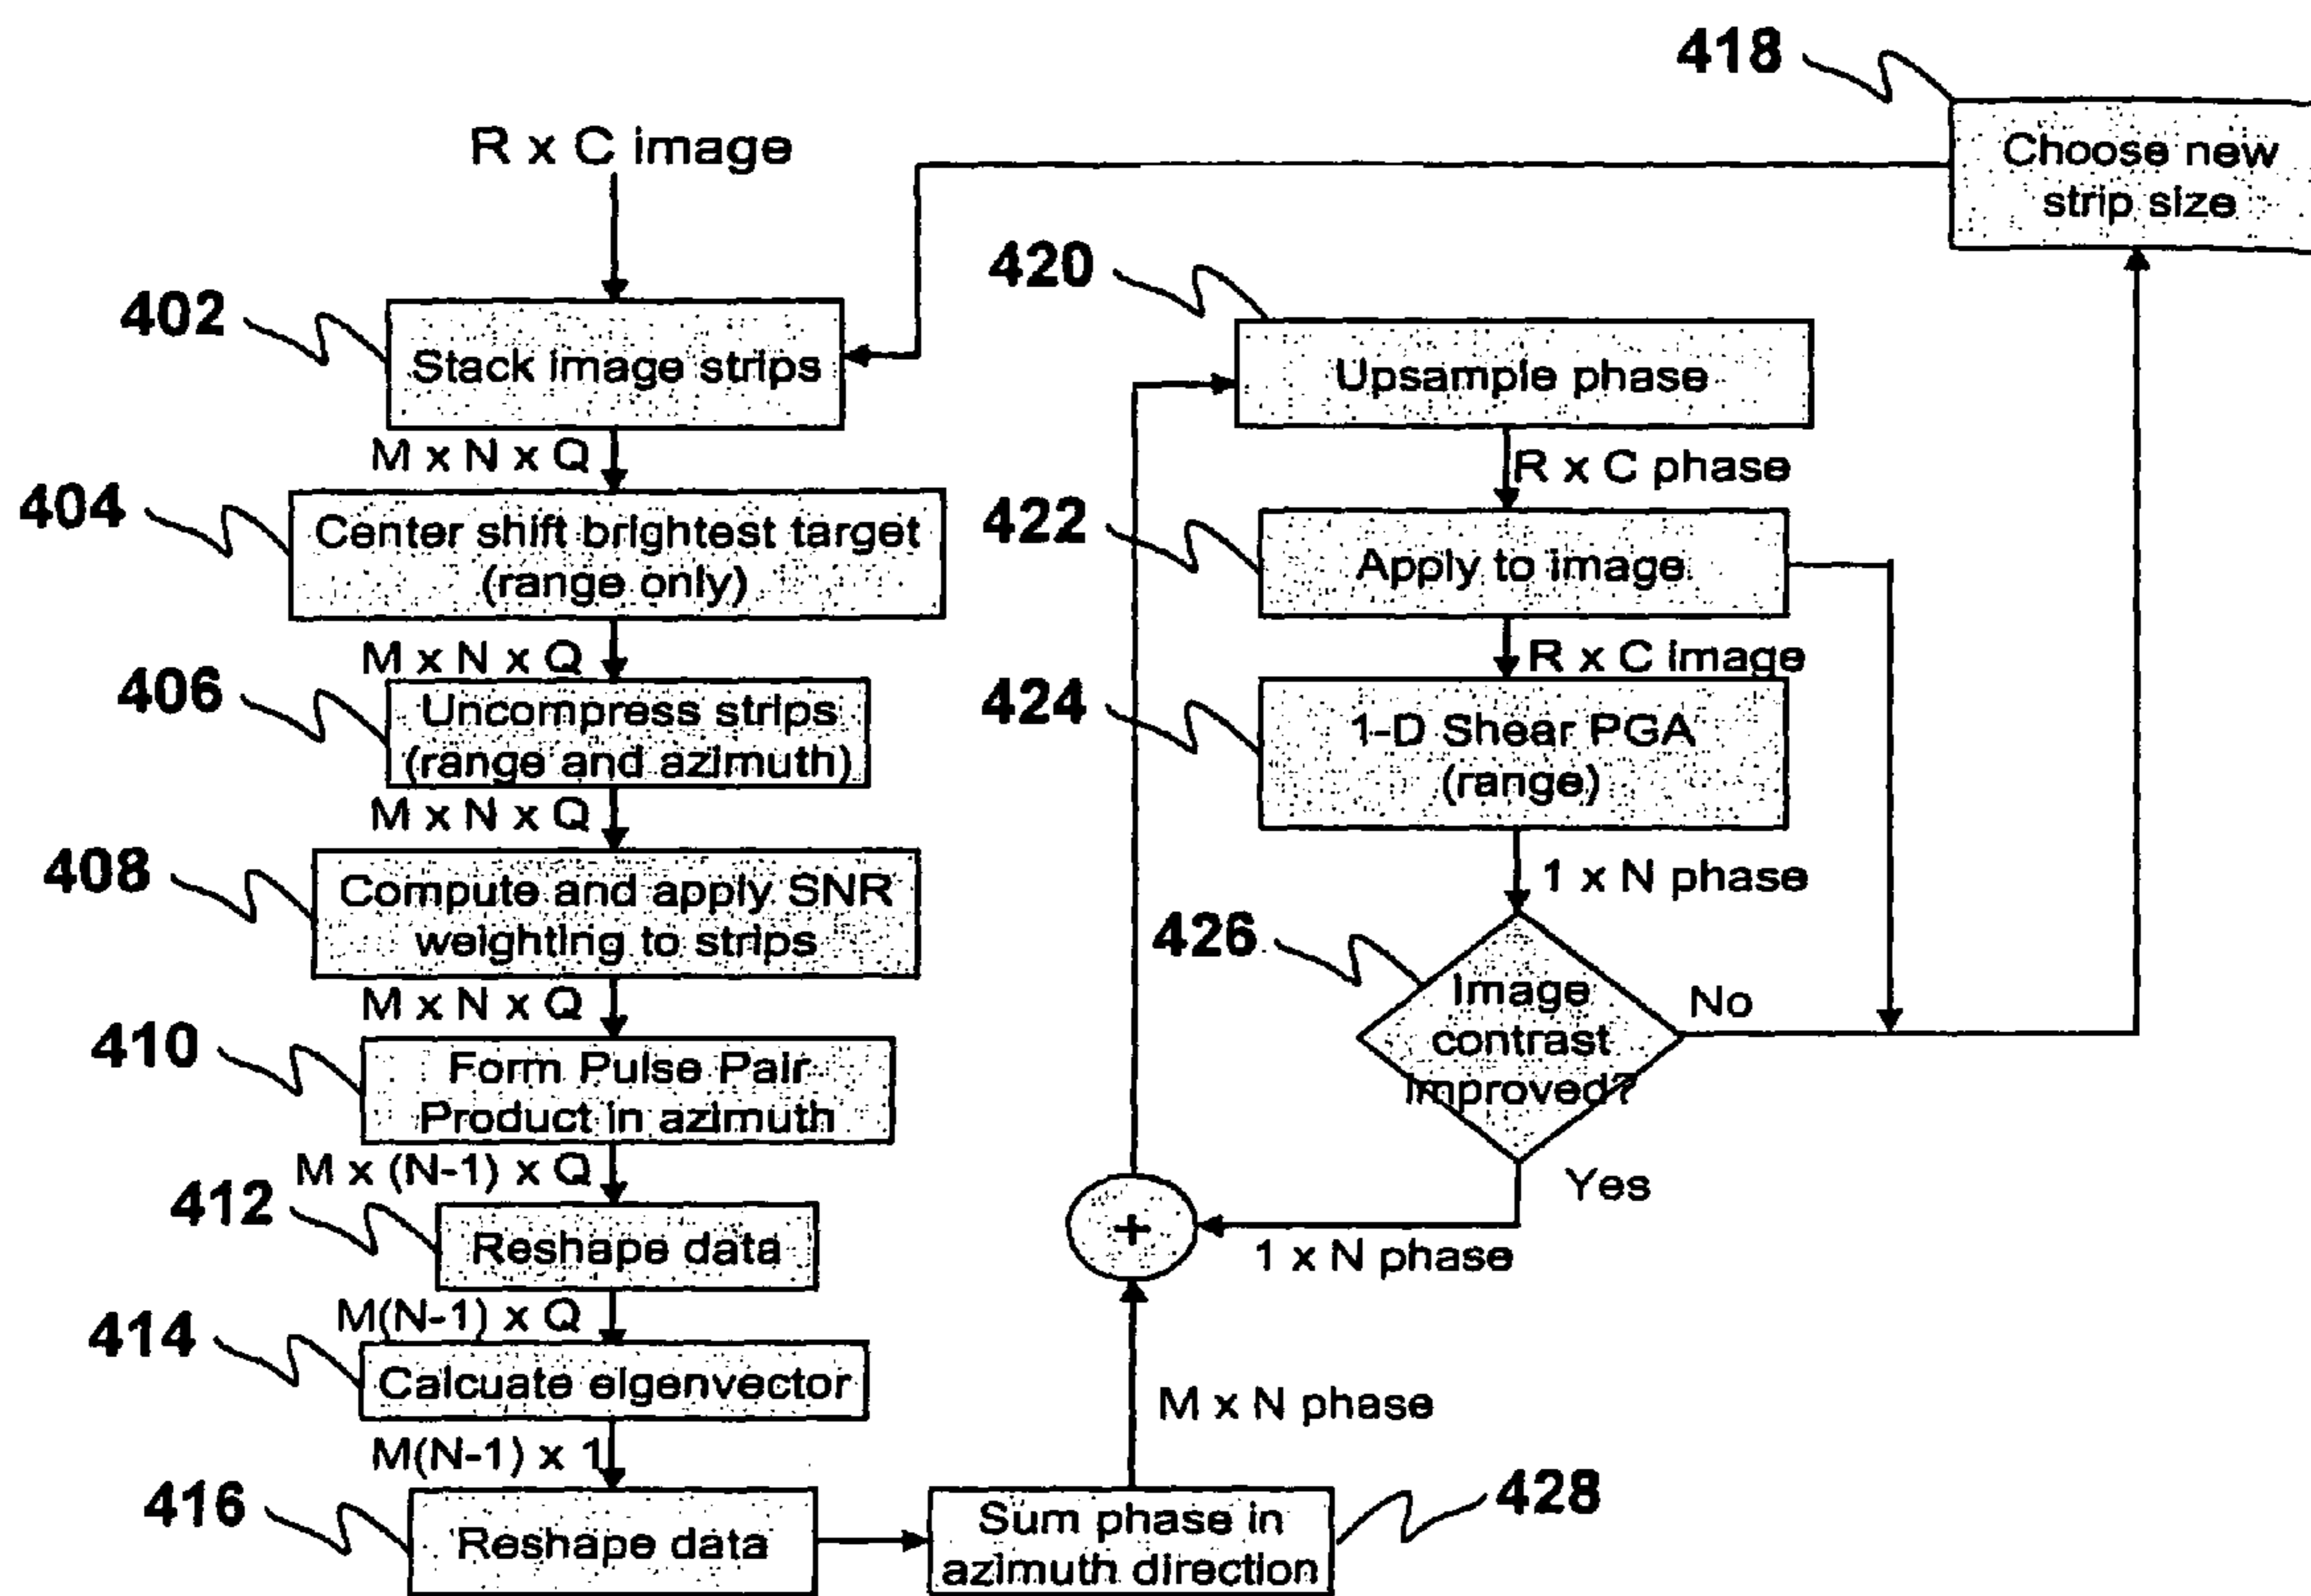 418
R x C image
Choose new
strip size
420
402
Stack image strips
Upsample phase
M x N x Q
R x C phase
404
Center shift brightest target
(range only)
422
Apply to image
M x N x Q
R x C image
406
Uncompress strips
(range and azimuth)
424
1-D Shear PGA
(range)
M x N x Q
1 x N phase
408
Compute and apply SNR
weighting to strips
426
Image
contrast
improved?
No
M x N x Q
410
Form Pulse Pair
Product in azimuth
Yes
M x (N-1) x Q
412
Reshape data
+
1 x N phase
M(N-1) x Q
414
Calcuate eigenvector
M x N phase
M(N-1) x 1
416
Reshape data
Sum phase in
azimuth direction
428